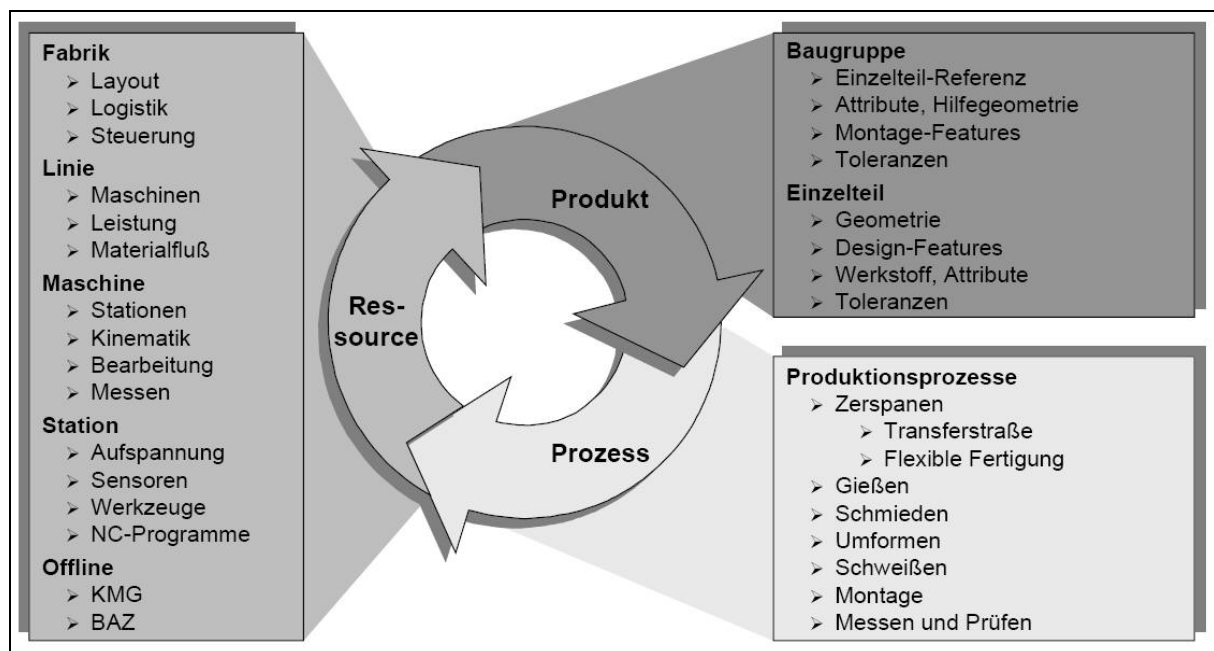 Fabrik
➢ Layout
➢ Logistik
➢ Steuerung
Linie
➢ Maschinen
➢ Leistung
➢ Materialfluß
Maschine
➢ Stationen
➢ Kinematik
➢ Bearbeitung
➢ Messen
Station
➢ Aufspannung
➢ Sensoren
➢ Werkzeuge
➢ NC-Programme
Offline
➢ KMG
➢ BAZ
Res-
source
Produkt
Prozess
Baugruppe
➢ Einzelteil-Referenz
➢ Attribute, Hilfegeometrie
➢ Montage-Features
➢ Toleranzen
Einzelteil
➢ Geometrie
➢ Design-Features
➢ Werkstoff, Attribute
➢ Toleranzen
Produktionsprozesse
➢ Zerspanen
➢ Transferstraße
➢ Flexible Fertigung
➢ Gießen
➢ Schmieden
➢ Umformen
➢ Schweißen
➢ Montage
➢ Messen und Prüfen